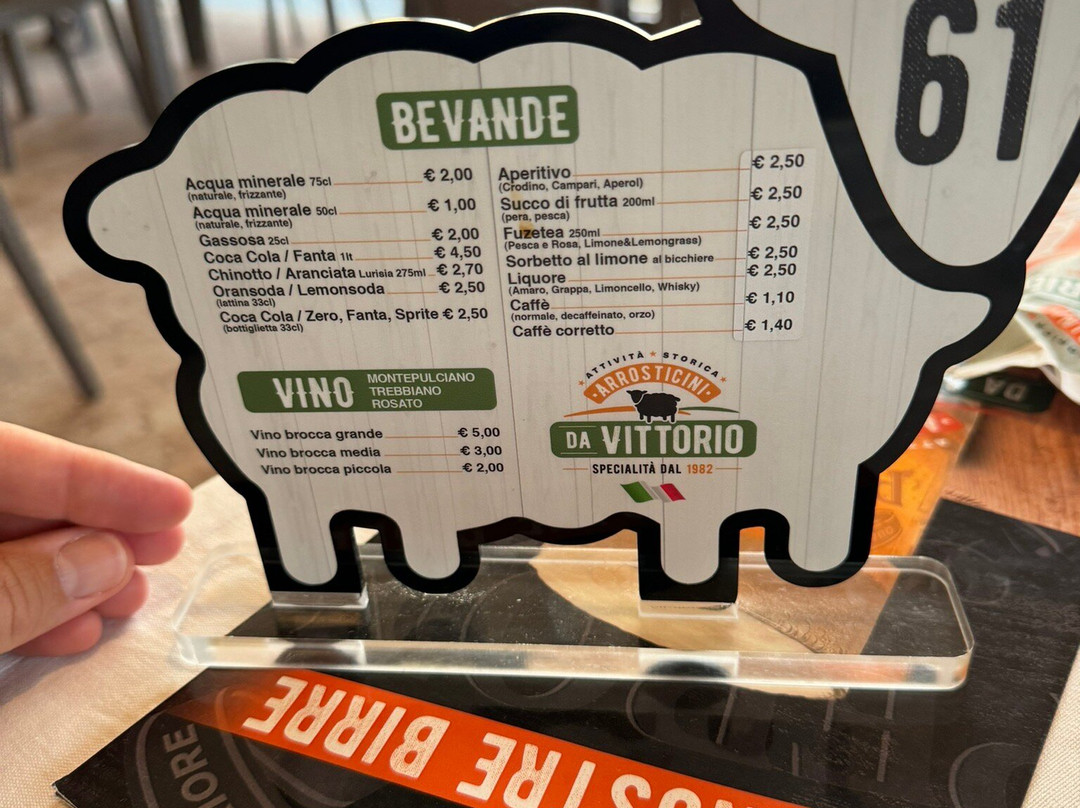 61
BEVANDE
Acqua minerale 75cl € 2,00
(naturale, frizzante)
Acqua minerale 50cl € 1,00
(naturale, frizzante)
Gassosa 25cl € 2,00
Coca Cola / Fanta 1lt € 4,50
Chinotto / Aranciata Lurisia 275ml € 2,70
Oransoda / Lemonsoda € 2,50
(lattina 33cl)
Coca Cola / Zero, Fanta, Sprite € 2,50
(bottiglietta 33cl)
Aperitivo € 2,50
(Crodino, Campari, Aperol)
Succo di frutta 200ml € 2,50
(pera, pesca)
Fuzetea 250ml € 2,50
(Pesca e Rosa, Limone&Lemongrass)
Sorbetto al limone al bicchiere € 2,50
Liquore € 2,50
(Amaro, Grappa, Limoncello, Whisky)
Caffè € 1,10
(normale, decaffeinato, orzo)
Caffè corretto € 1,40
VINO
MONTEPULCIANO
TREBBIANO
ROSATO
Vino brocca grande € 5,00
Vino brocca media € 3,00
Vino brocca piccola € 2,00
ATTIVITÀ STORICA
ARROSTICINI
DA VITTORIO
SPECIALITÀ DAL 1982
DA
STRE BIRRE